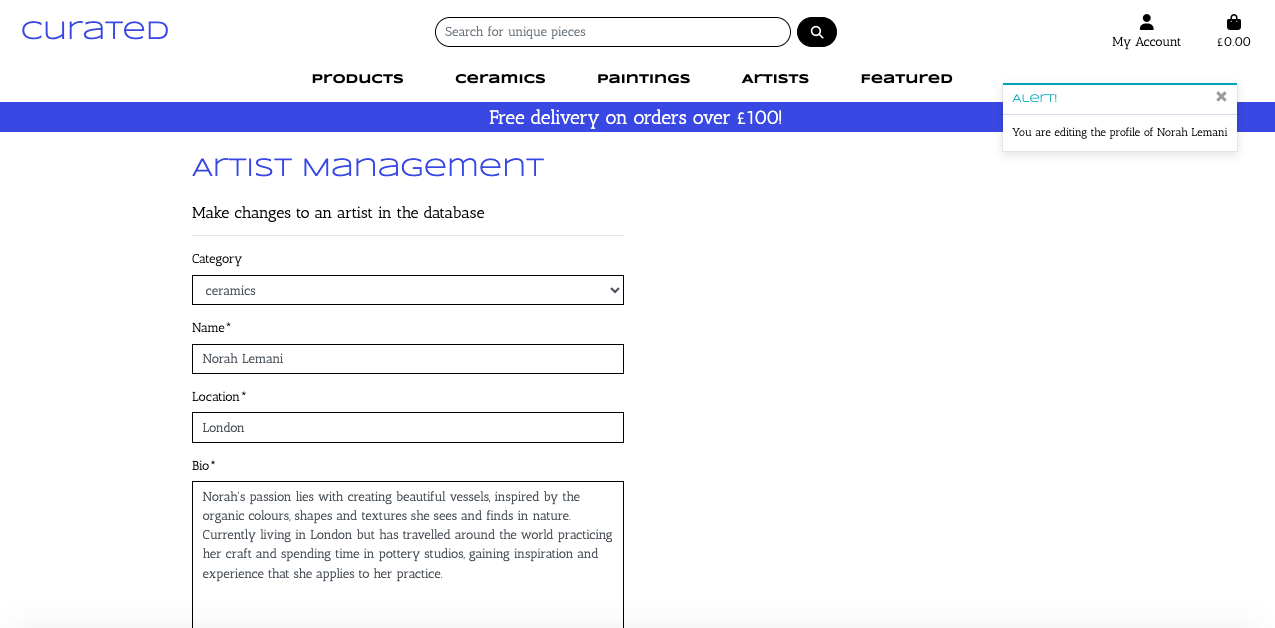 curated
Search for unique pieces
My Account
£0.00
Products
Ceramics
Paintings
Artists
Featured
Free delivery on orders over £100!
Alert!
You are editing the profile of Norah Lemani
Artist Management
Make changes to an artist in the database
Category
ceramics
Name*
Norah Lemani
Location*
London
Bio*
Norah's passion lies with creating beautiful vessels, inspired by the
organic colours, shapes and textures she sees and finds in nature.
Currently living in London but has travelled around the world practicing
her craft and spending time in pottery studios, gaining inspiration and
experience that she applies to her practice.